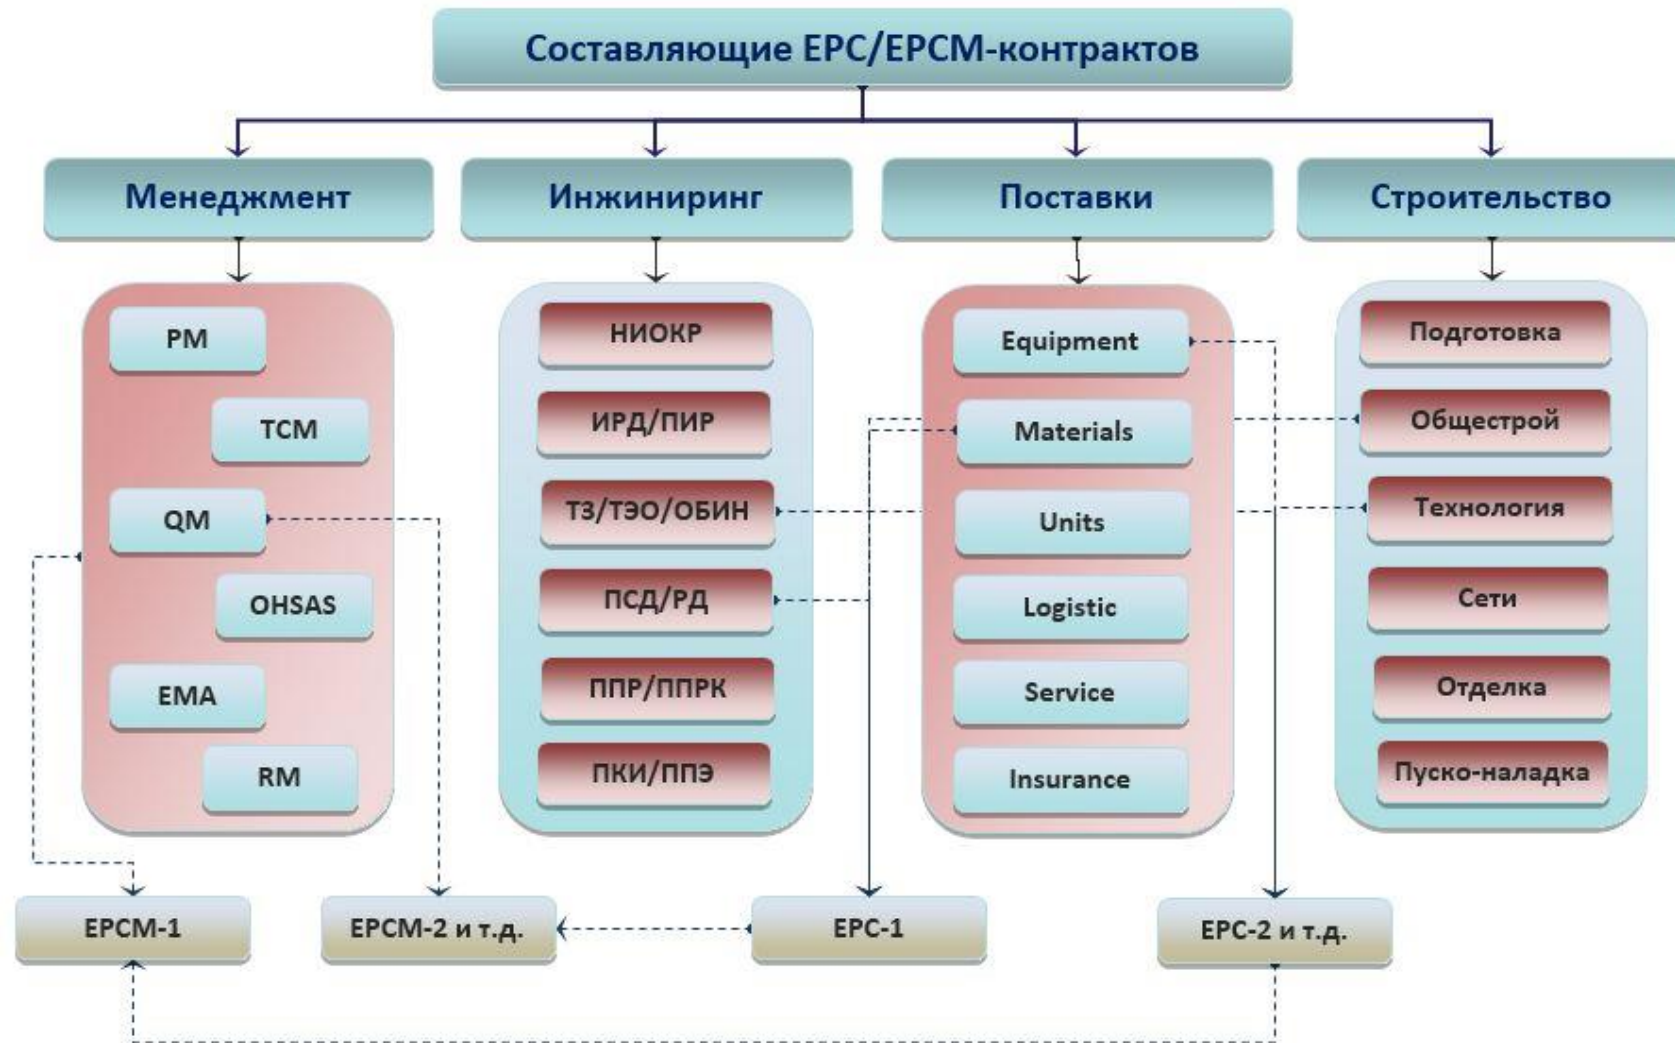 Составляющие EPC/EPCM-контрактов
Менеджмент
Инжиниринг
Поставки
Строительство
PM
TCM
QM
OHSAS
EMA
RM
НИОКР
ИРД/ПИР
ТЗ/ТЭО/ОБИН
ПСД/РД
ППР/ППРК
ПКИ/ППЭ
Equipment
Materials
Units
Logistic
Service
Insurance
Подготовка
Общестрой
Технология
Сети
Отделка
Пуско-наладка
EPCM-1
EPCM-2 и т.д.
EPC-1
EPC-2 и т.д.